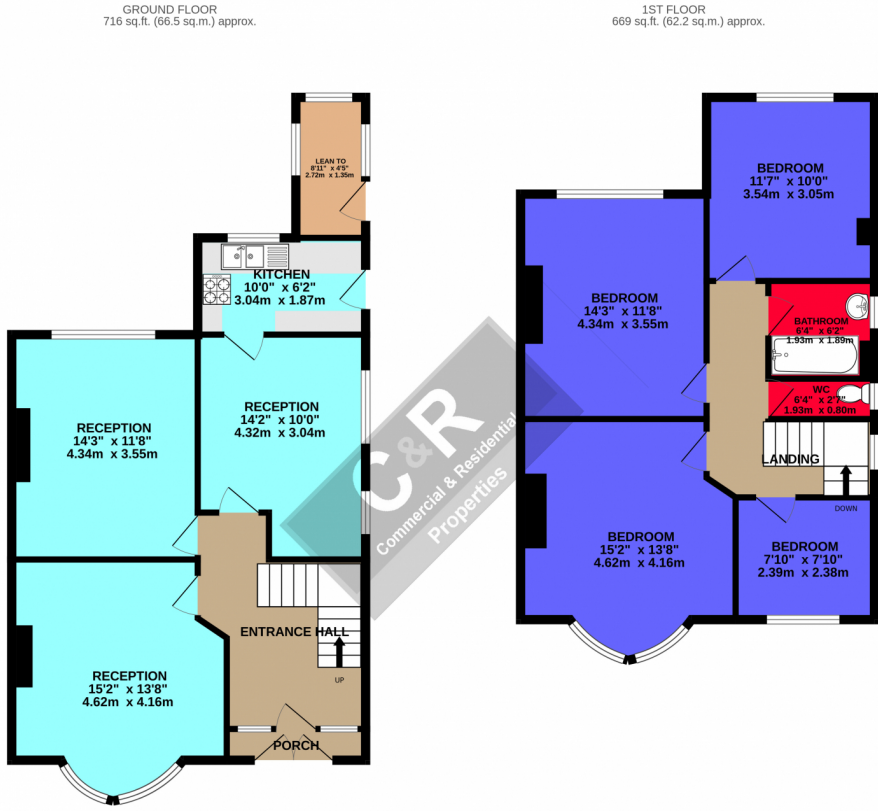 GROUND FLOOR
716 sq.ft. (66.5 sq.m.) approx.
LEAN TO
8'11" x 4'5"
2.72m x 1.35m
KITCHEN
10'0" x 6'2"
3.04m x 1.87m
RECEPTION
14'3" x 11'8"
4.34m x 3.55m
RECEPTION
14'2" x 10'0"
4.32m x 3.04m
ENTRANCE HALL
UP
RECEPTION
15'2" x 13'8"
4.62m x 4.16m
PORCH
C&R
Commercial & Residential
Properties
1ST FLOOR
669 sq.ft. (62.2 sq.m.) approx.
BEDROOM
11'7" x 10'0"
3.54m x 3.05m
BEDROOM
14'3" x 11'8"
4.34m x 3.55m
BATHROOM
6'4" x 6'2"
1.93m x 1.89m
WC
6'4" x 2'7"
1.93m x 0.80m
LANDING
DOWN
BEDROOM
15'2" x 13'8"
4.62m x 4.16m
BEDROOM
7'10" x 7'10"
2.39m x 2.38m